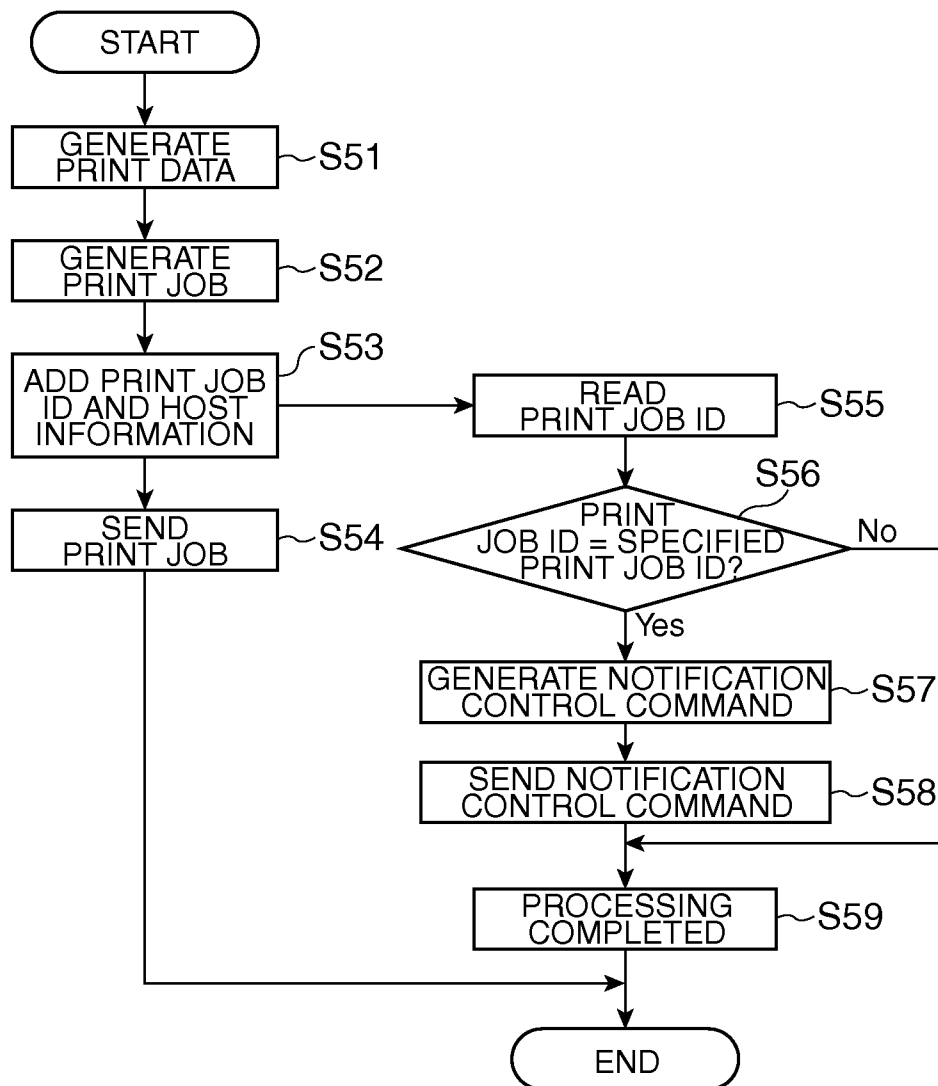 START
GENERATE
PRINT DATA
S51
GENERATE
PRINT JOB
S52
ADD PRINT JOB
ID AND HOST
INFORMATION
S53
SEND
PRINT JOB
S54
READ
PRINT JOB ID
S55
PRINT
JOB ID = SPECIFIED
PRINT JOB ID?
S56
No
Yes
GENERATE NOTIFICATION
CONTROL COMMAND
S57
SEND NOTIFICATION
CONTROL COMMAND
S58
PROCESSING
COMPLETED
S59
END